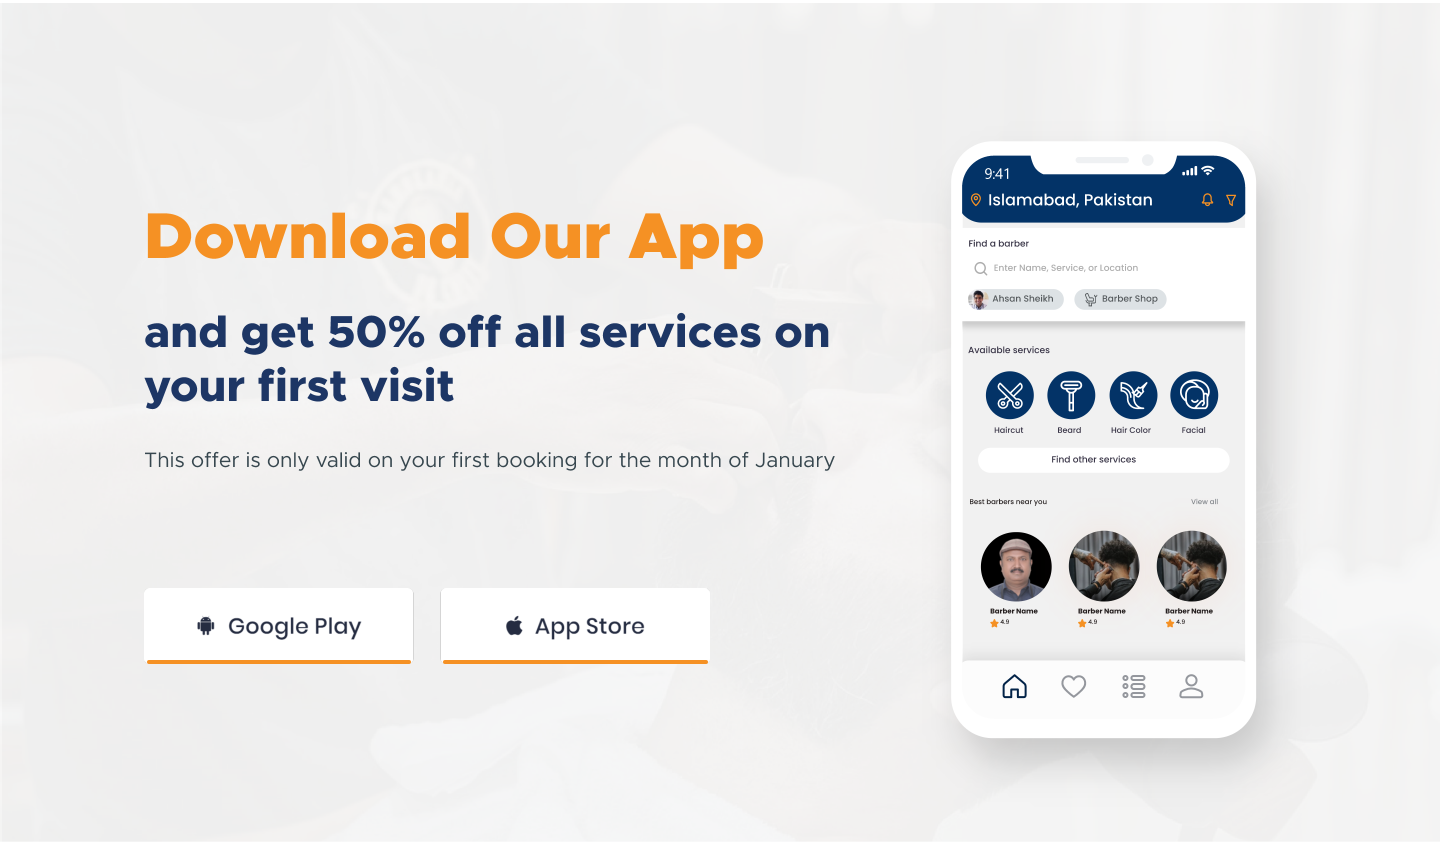 Download Our App
and get 50% off all services on
your first visit
This offer is only valid on your first booking for the month of January
Google Play
App Store
9:41
Islamabad, Pakistan
Find a barber
Enter Name, Service, or Location
Ahsan Sheikh
Barber Shop
Available services
Haircut
Beard
Hair Color
Facial
Find other services
Best barbers near you
View all
Barber Name
4.9
Barber Name
4.9
Barber Name
4.9